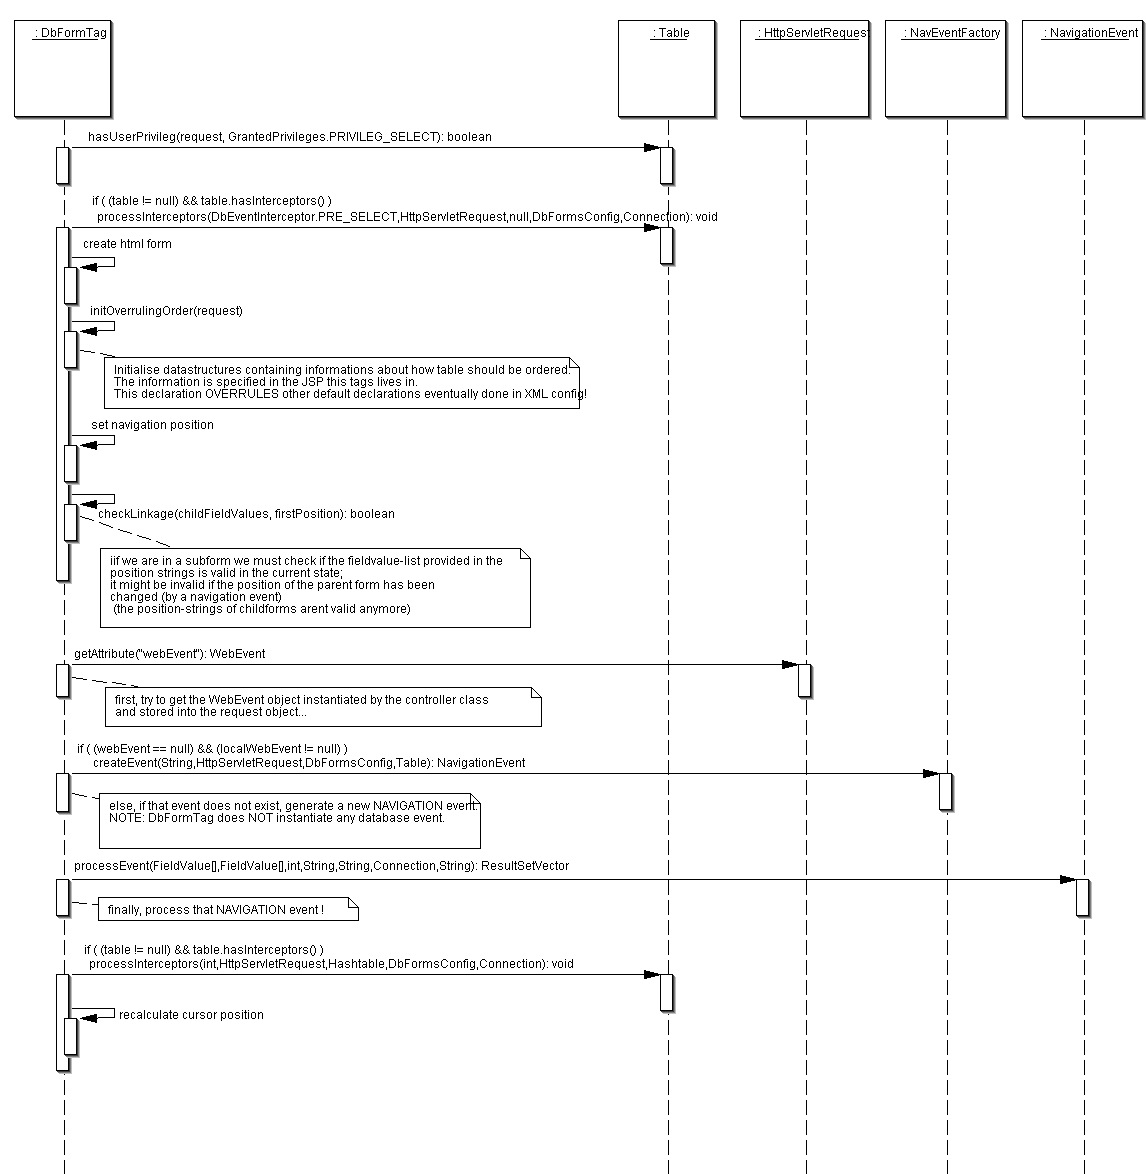 : DbFormTag
: Table
: HttpServletRequest
: NavEventFactory
: NavigationEvent
hasUserPrivileg(request, GrantedPrivileges.PRIVILEG_SELECT): boolean
if ( (table != null) && table.hasInterceptors() )
processInterceptors(DbEventInterceptor.PRE_SELECT,HttpServletRequest,null,DbFormsConfig,Connection): void
create html form
initOverrulingOrder(request)
Initialise datastructures containing informations about how table should be ordered.
The information is specified in the JSP this tags lives in.
This declaration OVERRULES other default declarations eventually done in XML config!
set navigation position
checkLinkage(childFieldValues, firstPosition): boolean
iif we are in a subform we must check if the fieldvalue-list provided in the
position strings is valid in the current state;
it might be invalid if the position of the parent form has been
changed (by a navigation event)
(the position-strings of childforms arent valid anymore)
getAttribute("webEvent"): WebEvent
first, try to get the WebEvent object instantiated by the controller class
and stored into the request object...
if ( (webEvent == null) && (localWebEvent != null) )
createEvent(String,HttpServletRequest,DbFormsConfig,Table): NavigationEvent
else, if that event does not exist, generate a new NAVIGATION event.
NOTE: DbFormTag does NOT instantiate any database event.
processEvent(FieldValue[],FieldValue[],int,String,String,Connection,String): ResultSetVector
finally, process that NAVIGATION event !
if ( (table != null) && table.hasInterceptors() )
processInterceptors(int,HttpServletRequest,Hashtable,DbFormsConfig,Connection): void
recalculate cursor position